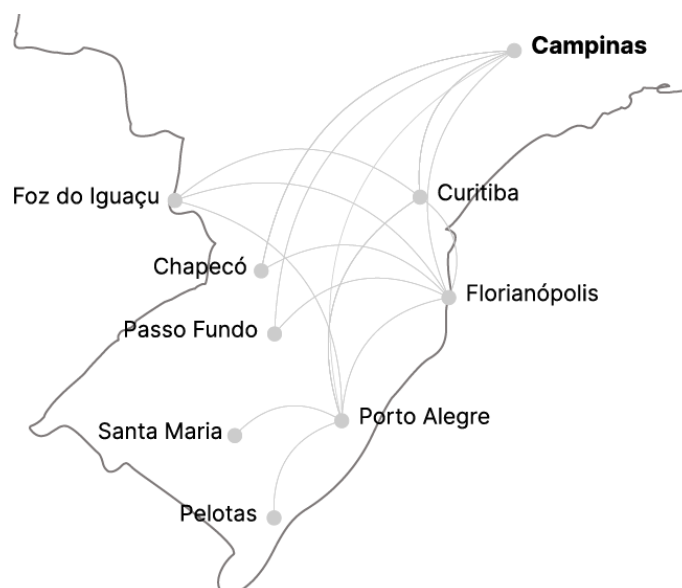 Campinas
Foz do Iguaçu
Curitiba
Chapecó
Florianópolis
Passo Fundo
Porto Alegre
Santa Maria
Pelotas